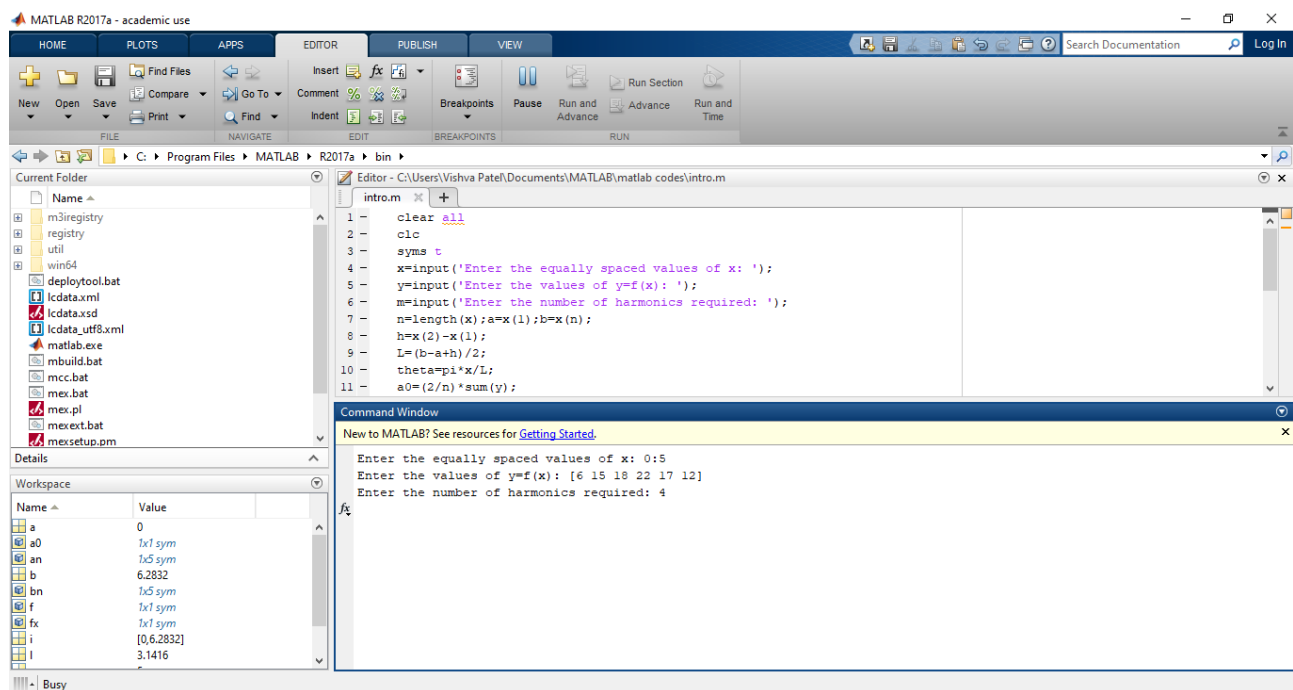 MATLAB R2017a - academic use
HOME PLOTS APPS EDITOR PUBLISH VIEW Search Documentation Log In
New Open Save Find Files Compare Print Go To Find Insert fx Comment Indent Breakpoints Pause Run and Advance Run Section Advance Run and Time
FILE NAVIGATE EDIT BREAKPOINTS RUN
C: Program Files MATLAB R2017a bin
Current Folder
Name
m3iregistry
registry
util
win64
deploytool.bat
lcdata.xml
lcdata.xsd
lcdata_utf8.xml
matlab.exe
mbuild.bat
mcc.bat
mex.bat
mex.pl
mexext.bat
mexsetup.pm
Details
Workspace
Name Value
a 0
a0 1x1 sym
an 1x5 sym
b 6.2832
bn 1x5 sym
f 1x1 sym
fx 1x1 sym
i [0,6.2832]
l 3.1416
Editor - C:\Users\Vishva Patel\Documents\MATLAB\matlab codes\intro.m
intro.m
1 - clear all
2 - clc
3 - syms t
4 - x=input('Enter the equally spaced values of x: ');
5 - y=input('Enter the values of y=f(x): ');
6 - m=input('Enter the number of harmonics required: ');
7 - n=length(x);a=x(1);b=x(n);
8 - h=x(2)-x(1);
9 - L=(b-a+h)/2;
10 - theta=pi*x/L;
11 - a0=(2/n)*sum(y);
Command Window
New to MATLAB? See resources for Getting Started.
Enter the equally spaced values of x: 0:5
Enter the values of y=f(x): [6 15 18 22 17 12]
Enter the number of harmonics required: 4
fx
Busy